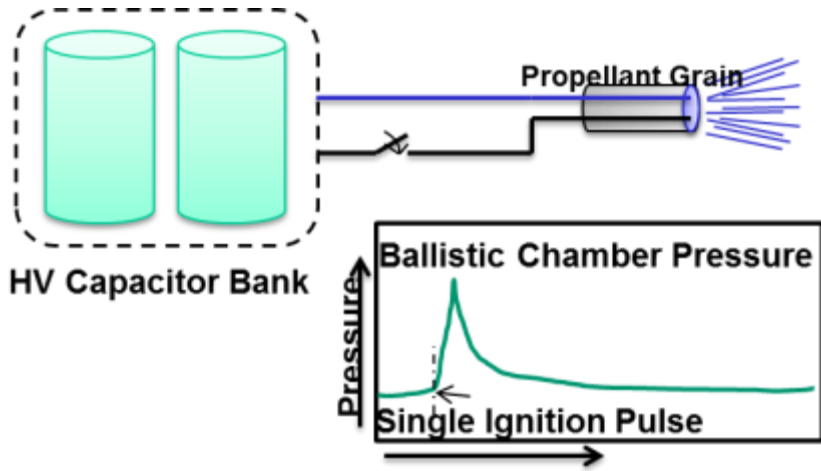 Propellant Grain
HV Capacitor Bank
Ballistic Chamber Pressure
Pressure
Single Ignition Pulse